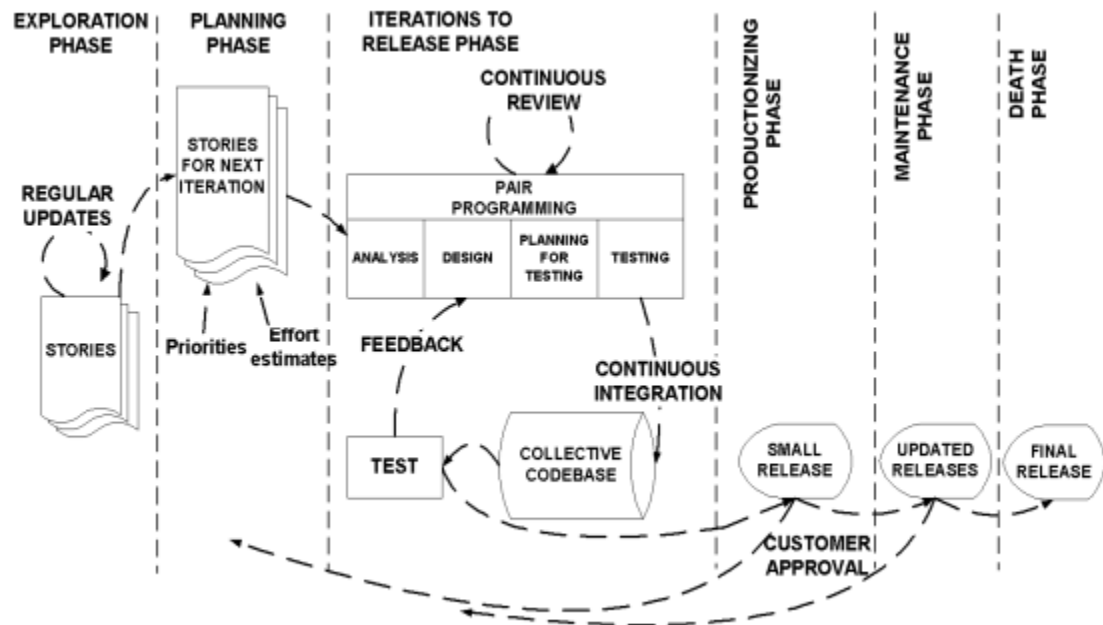 EXPLORATION
PHASE
PLANNING
PHASE
ITERATIONS TO
RELEASE PHASE
PRODUCTIONIZING
PHASE
MAINTENANCE
PHASE
DEATH
PHASE
CONTINUOUS
REVIEW
STORIES
FOR NEXT
ITERATION
REGULAR
UPDATES
PAIR
PROGRAMMING
ANALYSIS
DESIGN
PLANNING
FOR
TESTING
TESTING
STORIES
Priorities
Effort
estimates
FEEDBACK
CONTINUOUS
INTEGRATION
TEST
COLLECTIVE
CODEBASE
SMALL
RELEASE
UPDATED
RELEASES
FINAL
RELEASE
CUSTOMER
APPROVAL